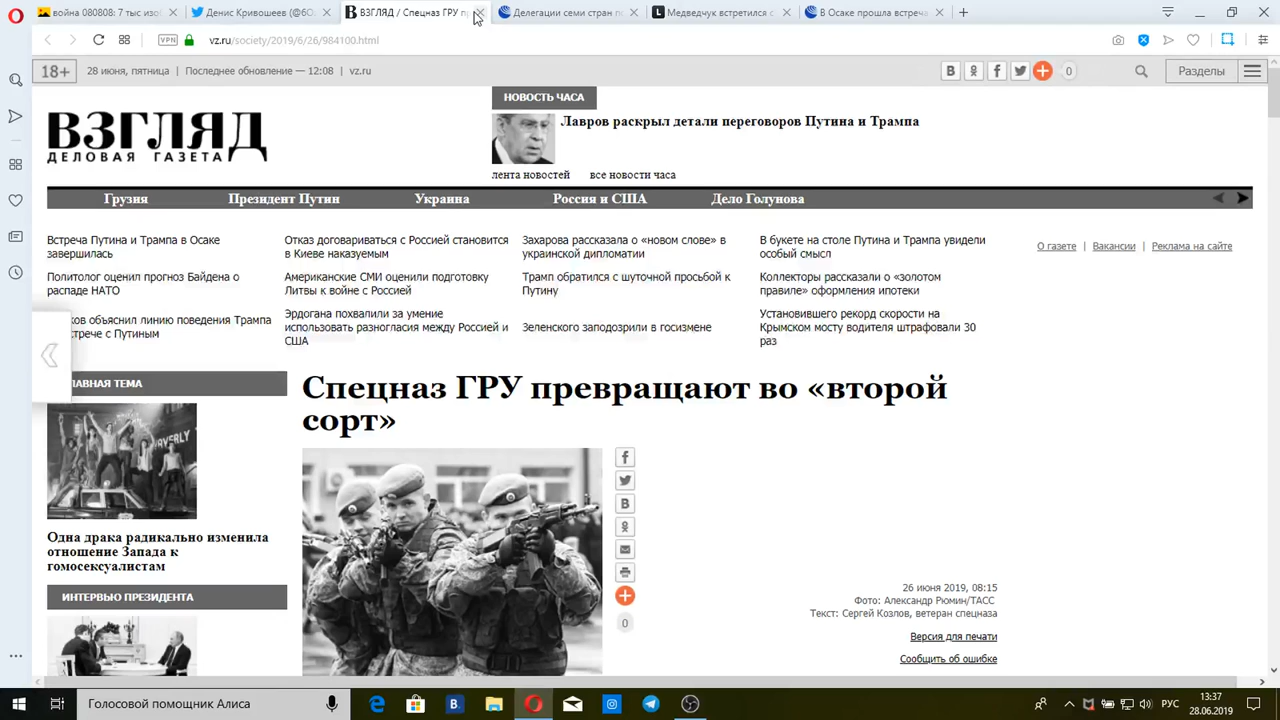 война 080808: 7 тыс изоб
Денис Кривошеев (@6Oz
ВЗГЛЯД / Спецназ ГРУ пр
Делегации семи стран по
Медведчук встретился с
В Осаке прошла встреча
VPN
vz.ru/society/2019/6/26/984100.html
18+
28 июня, пятница | Последнее обновление — 12:08 | vz.ru
0
Разделы
НОВОСТЬ ЧАСА
ВЗГЛЯД
ДЕЛОВАЯ ГАЗЕТА
Лавров раскрыл детали переговоров Путина и Трампа
лента новостей все новости часа
Грузия Президент Путин Украина Россия и США Дело Голунова
Встреча Путина и Трампа в Осаке
завершилась
Политолог оценил прогноз Байдена о
распаде НАТО
ков объяснил линию поведения Трампа
стрече с Путиным
Отказ договариваться с Россией становится
в Киеве наказуемым
Американские СМИ оценили подготовку
Литвы к войне с Россией
Эрдогана похвалили за умение
использовать разногласия между Россией и
США
Захарова рассказала о «новом слове» в
украинской дипломатии
Трамп обратился с шуточной просьбой к
Путину
Зеленского заподозрили в госизмене
В букете на столе Путина и Трампа увидели
особый смысл
Коллекторы рассказали о «золотом
правиле» оформления ипотеки
Установившего рекорд скорости на
Крымском мосту водителя штрафовали 30
раз
О газете | Вакансии | Реклама на сайте
ЛАВНАЯ ТЕМА
Одна драка радикально изменила
отношение Запада к
гомосексуалистам
ИНТЕРВЬЮ ПРЕЗИДЕНТА
Спецназ ГРУ превращают во «второй
сорт»
0
26 июня 2019, 08:15
Фото: Александр Рюмин/ТАСС
Текст: Сергей Козлов, ветеран спецназа
Версия для печати
Сообщить об ошибке
Голосовой помощник Алиса
РУС
13:37
28.06.2019